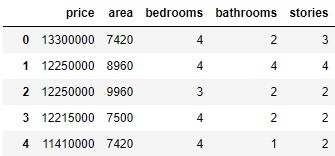 price area bedrooms bathrooms stories
0 13300000 7420 4 2 3
1 12250000 8960 4 4 4
2 12250000 9960 3 2 2
3 12215000 7500 4 2 2
4 11410000 7420 4 1 2